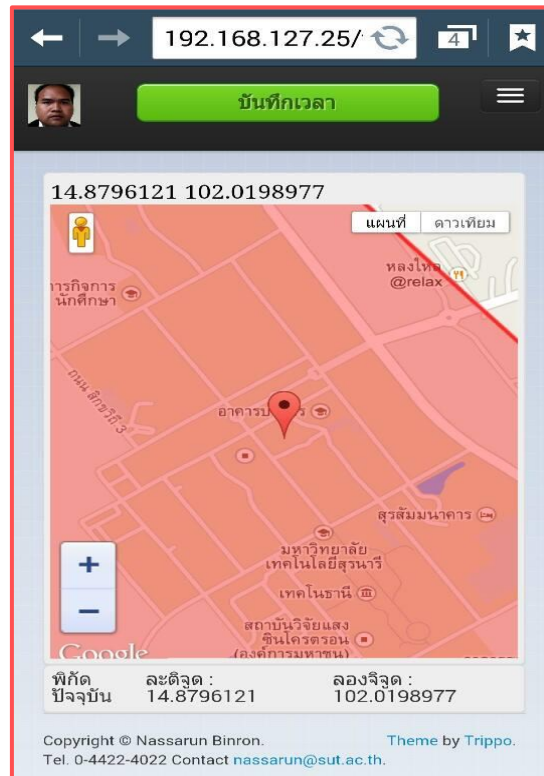 192.168.127.25/
4
บันทึกเวลา
14.8796121 102.0198977
แผนที่ ดาวเทียม
หลงใหล
@relax
ารกิจการ
นักศึกษา
ถนน
สุรสัมมนาคาร
มหาวิทยาลัย
เทคโนโลยีสุรนารี
เทคโนธานี
สถาบันวิจัยแสง
ซินโครตรอน
(องค์การมหาชน)
+
−
Google
พิกัด ละติจูด : ลองจิจูด :
ปัจจุบัน 14.8796121 102.0198977
Copyright © Nassarun Binron. Theme by Trippo.
Tel. 0-4422-4022 Contact nassarun@sut.ac.th.